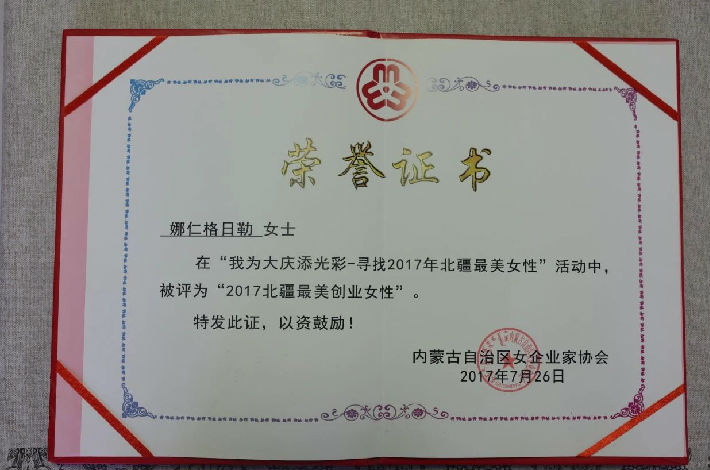 荣誉证书
娜仁格日勒 女士
在“我为大庆添光彩-寻找2017年北疆最美女性”活动中，
被评为“2017北疆最美创业女性”。
特发此证，以资鼓励！
内蒙古自治区女企业家协会
2017年7月26日